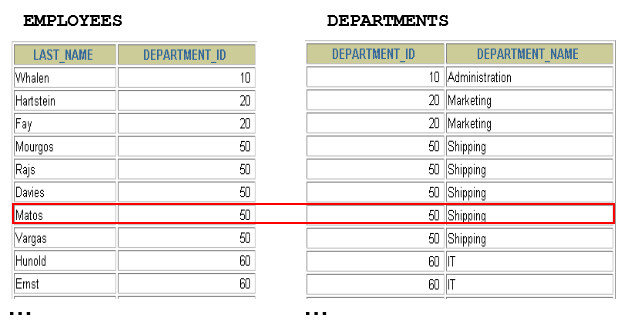 EMPLOYEES DEPARTMENTS
LAST_NAME DEPARTMENT_ID DEPARTMENT_ID DEPARTMENT_NAME
Whalen 10 10 Administration
Hartstein 20 20 Marketing
Fay 20 20 Marketing
Mourgos 50 50 Shipping
Rajs 50 50 Shipping
Davies 50 50 Shipping
Matos 50 50 Shipping
Vargas 50 50 Shipping
Hunold 60 60 IT
Ernst 60 60 IT
... ...